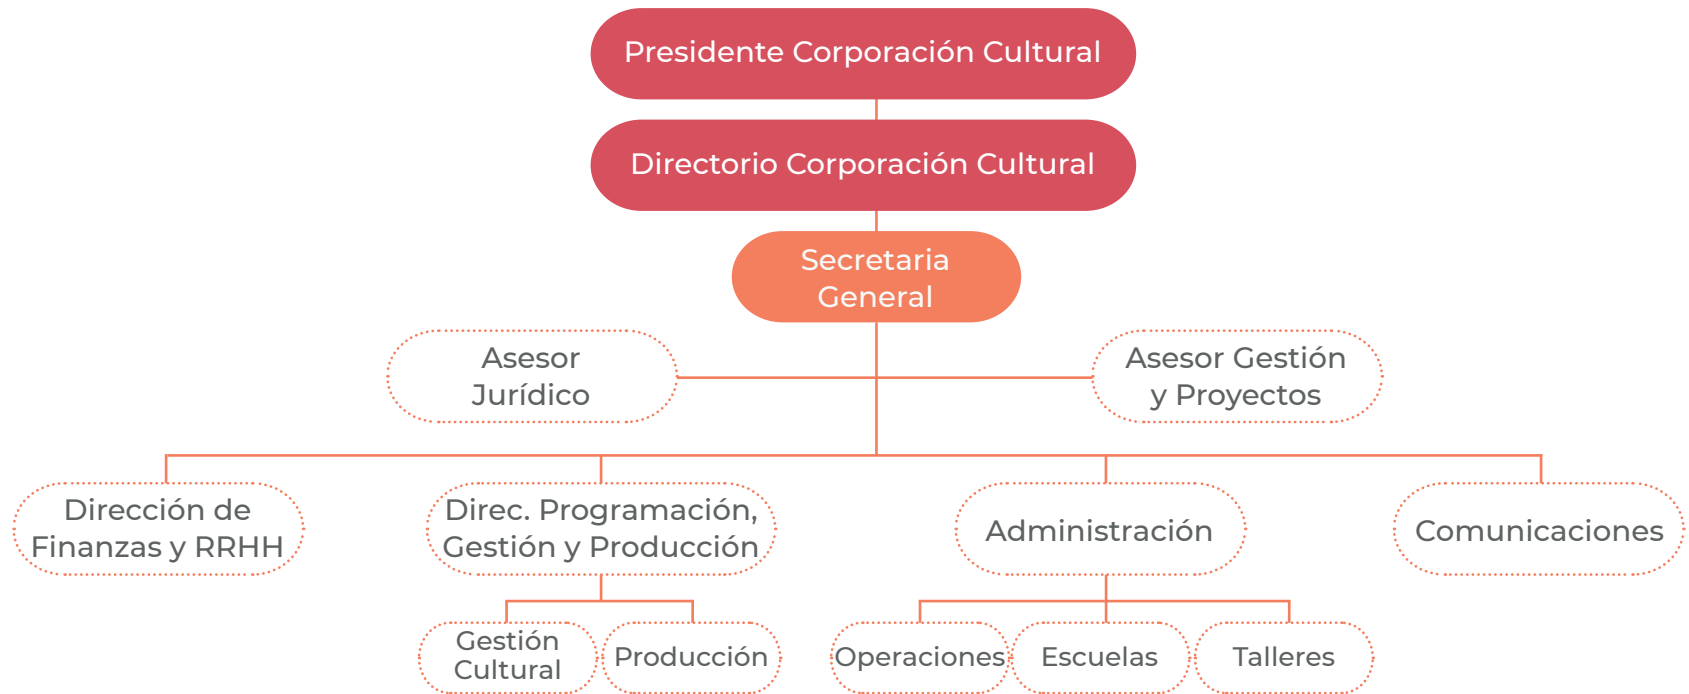 Presidente Corporación Cultural
Directorio Corporación Cultural
Secretaria
General
Asesor
Jurídico
Asesor Gestión
y Proyectos
Dirección de
Finanzas y RRHH
Direc. Programación,
Gestión y Producción
Administración
Comunicaciones
Gestión
Cultural
Producción
Operaciones
Escuelas
Talleres